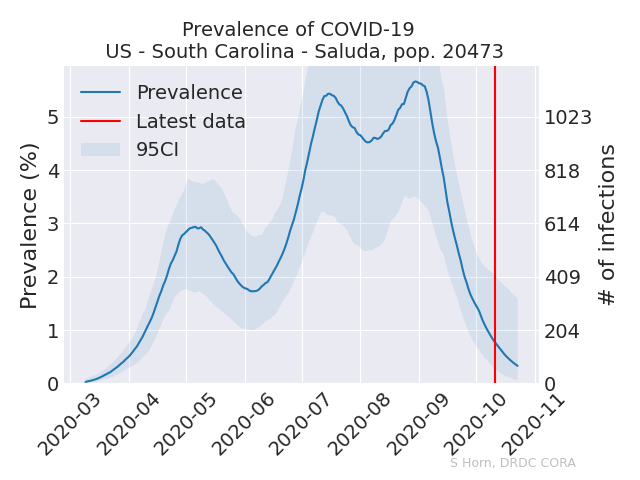 Prevalence of COVID-19
US - South Carolina - Saluda, pop. 20473
Prevalence
Latest data
95CI
Prevalence (%)
5
4
3
2
1
0
1023
818
614
409
204
0
# of infections
2020-03
2020-04
2020-05
2020-06
2020-07
2020-08
2020-09
2020-10
2020-11
S Horn, DRDC CORA